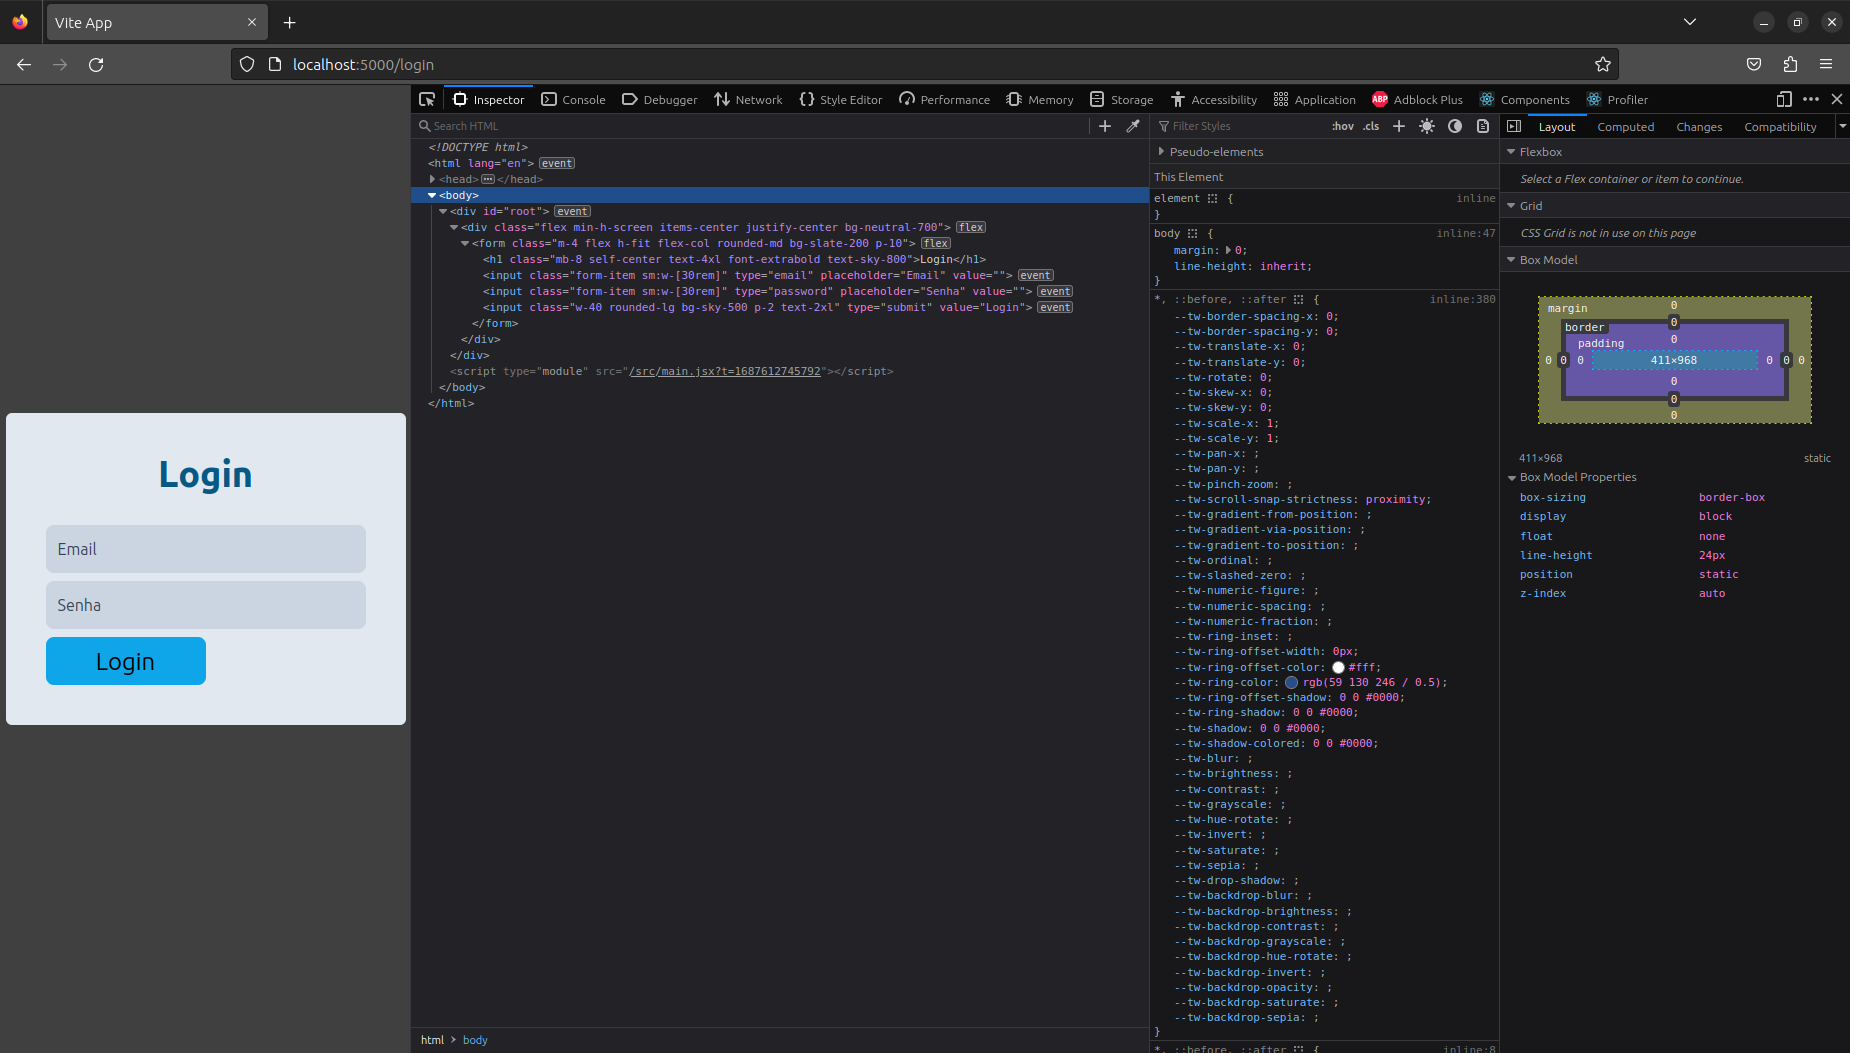 Vite App
localhost:5000/login
Inspector Console Debugger Network Style Editor Performance Memory Storage Accessibility Application Adblock Plus Components Profiler
ABP
Search HTML
<!DOCTYPE html>
<html lang="en"> event
<head> ••• </head>
<body>
<div id="root"> event
<div class="flex min-h-screen items-center justify-center bg-neutral-700"> flex
<form class="m-4 flex h-fit flex-col rounded-md bg-slate-200 p-10"> flex
<h1 class="mb-8 self-center text-4xl font-extrabold text-sky-800">Login</h1>
<input class="form-item sm:w-[30rem]" type="email" placeholder="Email" value=""> event
<input class="form-item sm:w-[30rem]" type="password" placeholder="Senha" value=""> event
<input class="w-40 rounded-lg bg-sky-500 p-2 text-2xl" type="submit" value="Login"> event
</form>
</div>
</div>
<script type="module" src="/src/main.jsx?t=1687612745792"></script>
</body>
</html>
html > body
Login
Email
Senha
Login
Filter Styles :hov .cls
Pseudo-elements
This Element
element { inline
}
body { inline:47
margin: 0;
line-height: inherit;
}
*, ::before, ::after { inline:380
--tw-border-spacing-x: 0;
--tw-border-spacing-y: 0;
--tw-translate-x: 0;
--tw-translate-y: 0;
--tw-rotate: 0;
--tw-skew-x: 0;
--tw-skew-y: 0;
--tw-scale-x: 1;
--tw-scale-y: 1;
--tw-pan-x: ;
--tw-pan-y: ;
--tw-pinch-zoom: ;
--tw-scroll-snap-strictness: proximity;
--tw-gradient-from-position: ;
--tw-gradient-via-position: ;
--tw-gradient-to-position: ;
--tw-ordinal: ;
--tw-slashed-zero: ;
--tw-numeric-figure: ;
--tw-numeric-spacing: ;
--tw-numeric-fraction: ;
--tw-ring-inset: ;
--tw-ring-offset-width: 0px;
--tw-ring-offset-color: #fff;
--tw-ring-color: rgb(59 130 246 / 0.5);
--tw-ring-offset-shadow: 0 0 #0000;
--tw-ring-shadow: 0 0 #0000;
--tw-shadow: 0 0 #0000;
--tw-shadow-colored: 0 0 #0000;
--tw-blur: ;
--tw-brightness: ;
--tw-contrast: ;
--tw-grayscale: ;
--tw-hue-rotate: ;
--tw-invert: ;
--tw-saturate: ;
--tw-sepia: ;
--tw-drop-shadow: ;
--tw-backdrop-blur: ;
--tw-backdrop-brightness: ;
--tw-backdrop-contrast: ;
--tw-backdrop-grayscale: ;
--tw-backdrop-hue-rotate: ;
--tw-backdrop-invert: ;
--tw-backdrop-opacity: ;
--tw-backdrop-saturate: ;
--tw-backdrop-sepia: ;
}
*, ::before, ::after { inline:8
Layout Computed Changes Compatibility
Flexbox
Select a Flex container or item to continue.
Grid
CSS Grid is not in use on this page
Box Model
margin 0
border 0
padding 0
0 0 0 411×968 0 0 0
0
0
0
411×968 static
Box Model Properties
box-sizing border-box
display block
float none
line-height 24px
position static
z-index auto